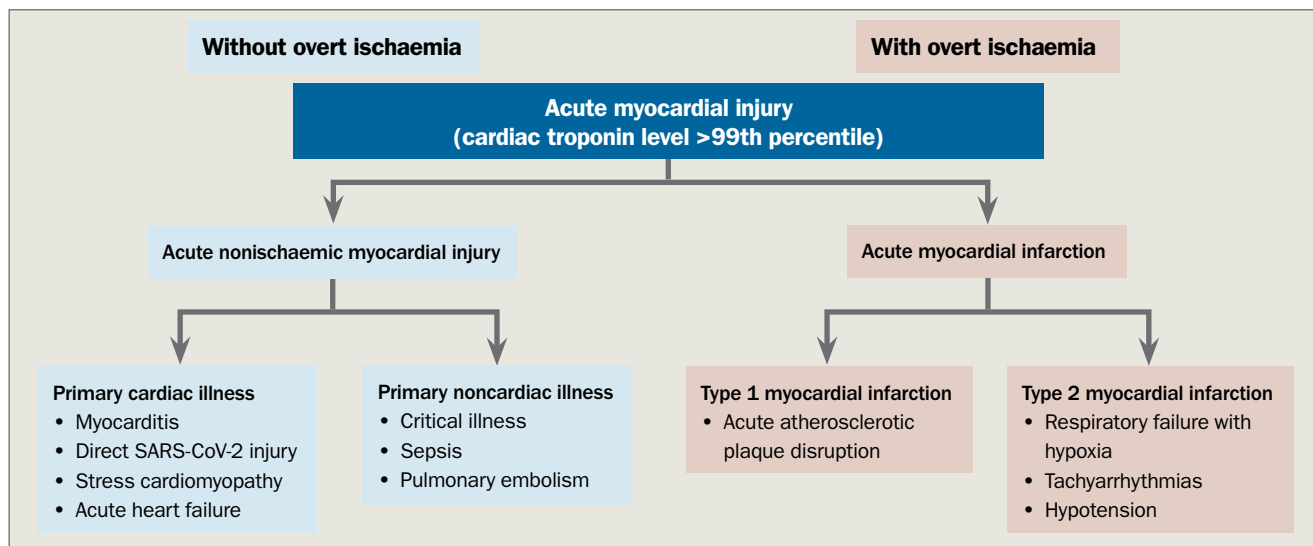 Without overt ischaemia
With overt ischaemia
Acute myocardial injury
(cardiac troponin level >99th percentile)
Acute nonischaemic myocardial injury
Acute myocardial infarction
Primary cardiac illness
• Myocarditis
• Direct SARS-CoV-2 injury
• Stress cardiomyopathy
• Acute heart failure
Primary noncardiac illness
• Critical illness
• Sepsis
• Pulmonary embolism
Type 1 myocardial infarction
• Acute atherosclerotic
plaque disruption
Type 2 myocardial infarction
• Respiratory failure with
hypoxia
• Tachyarrhythmias
• Hypotension